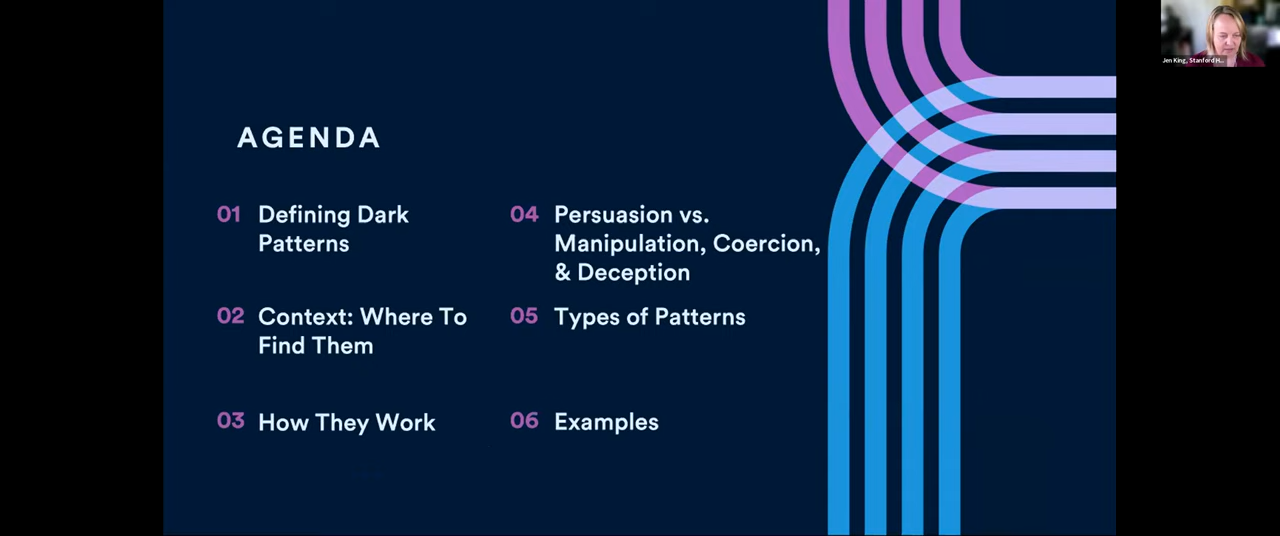 AGENDA
01 Defining Dark
Patterns
02 Context: Where To
Find Them
03 How They Work
04 Persuasion vs.
Manipulation, Coercion,
& Deception
05 Types of Patterns
06 Examples
Jen King, Stanford H...